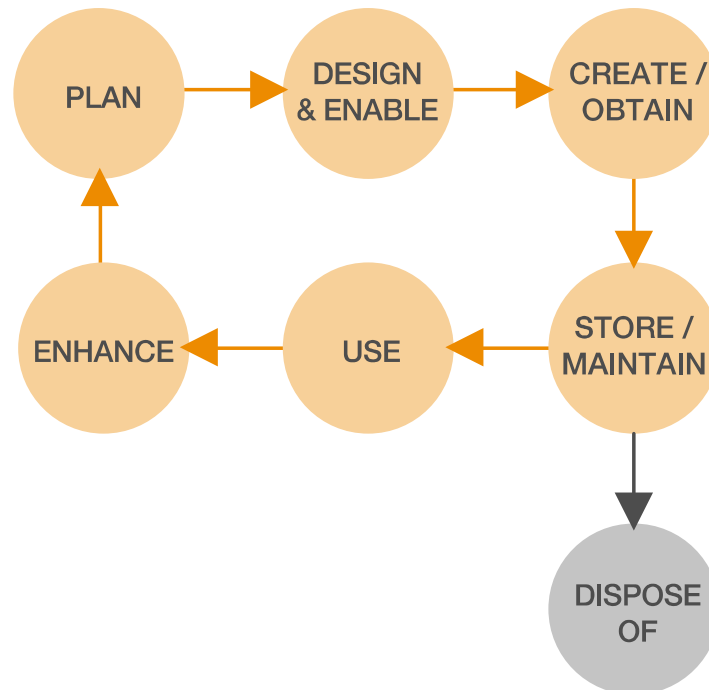 PLAN
DESIGN
& ENABLE
CREATE /
OBTAIN
ENHANCE
USE
STORE /
MAINTAIN
DISPOSE
OF